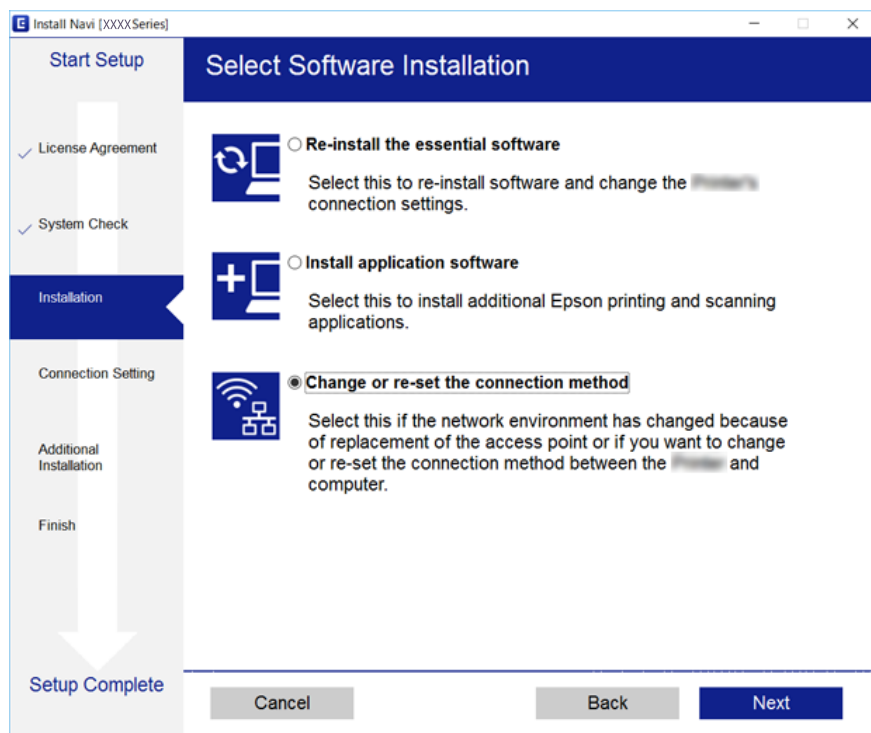 Install Navi [XXXX Series]
Start Setup
Select Software Installation
License Agreement
System Check
Installation
Connection Setting
Additional
Installation
Finish
Setup Complete
Re-install the essential software
Select this to re-install software and change the
connection settings.
Install application software
Select this to install additional Epson printing and scanning
applications.
Change or re-set the connection method
Select this if the network environment has changed because
of replacement of the access point or if you want to change
or re-set the connection method between the
and
computer.
Cancel
Back
Next